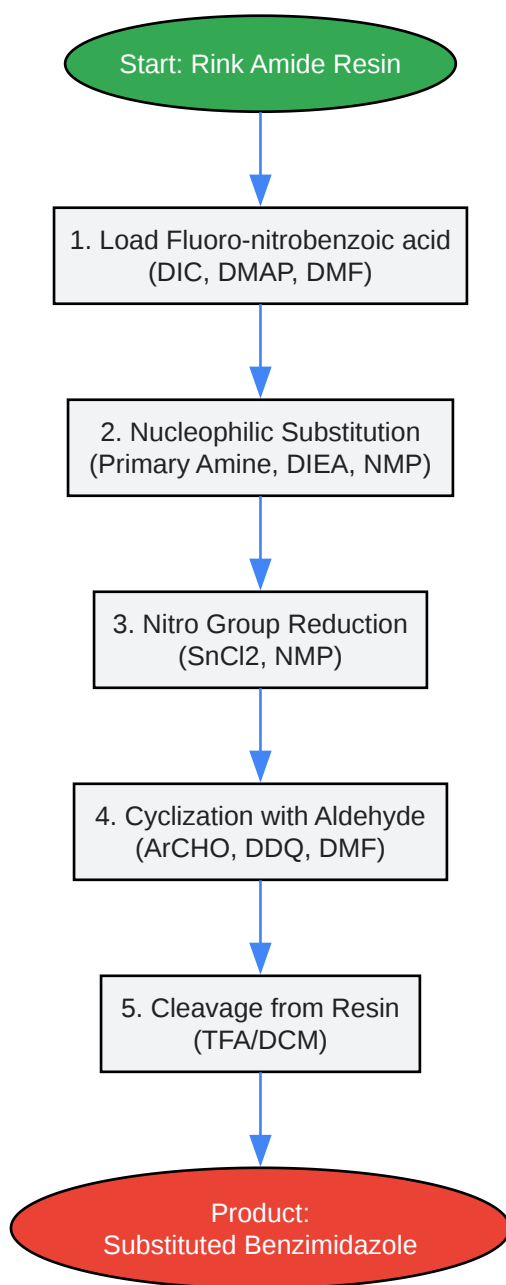 Start: Rink Amide Resin
1. Load Fluoro-nitrobenzoic acid
(DIC, DMAP, DMF)
2. Nucleophilic Substitution
(Primary Amine, DIEA, NMP)
3. Nitro Group Reduction
(SnCl2, NMP)
4. Cyclization with Aldehyde
(ArCHO, DDQ, DMF)
5. Cleavage from Resin
(TFA/DCM)
Product:
Substituted Benzimidazole